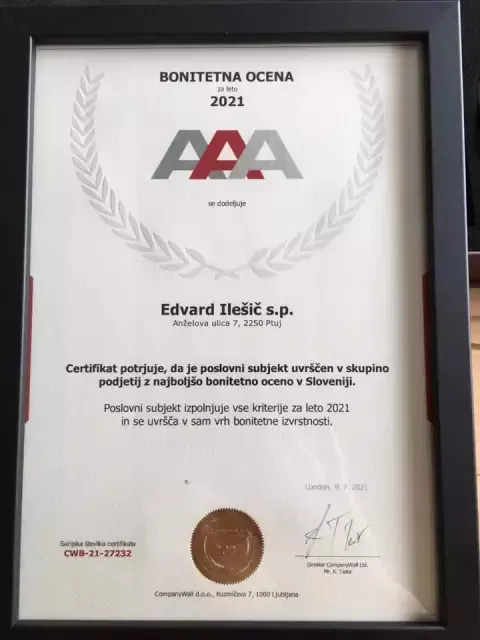 BONITETNA OCENA
za leto
2021
AAA
se dodeljuje
Edvard Ilešič s.p.
Anželova ulica 7, 2250 Ptuj
Certifikat potrjuje, da je poslovni subjekt uvrščen v skupino
podjetij z najboljšo bonitetno oceno v Sloveniji.
Poslovni subjekt izpolnjuje vse kriterije za leto 2021
in se uvršča v sam vrh bonitetne izvrstnosti.
London, 9. / 2021
Serijska številka certifikata
CWB-21-27232
Direktor CompanyWall Ltd.
Mr. K. Tailor
CompanyWall d.o.o., Kuzmičeva 7, 1000 Ljubljana